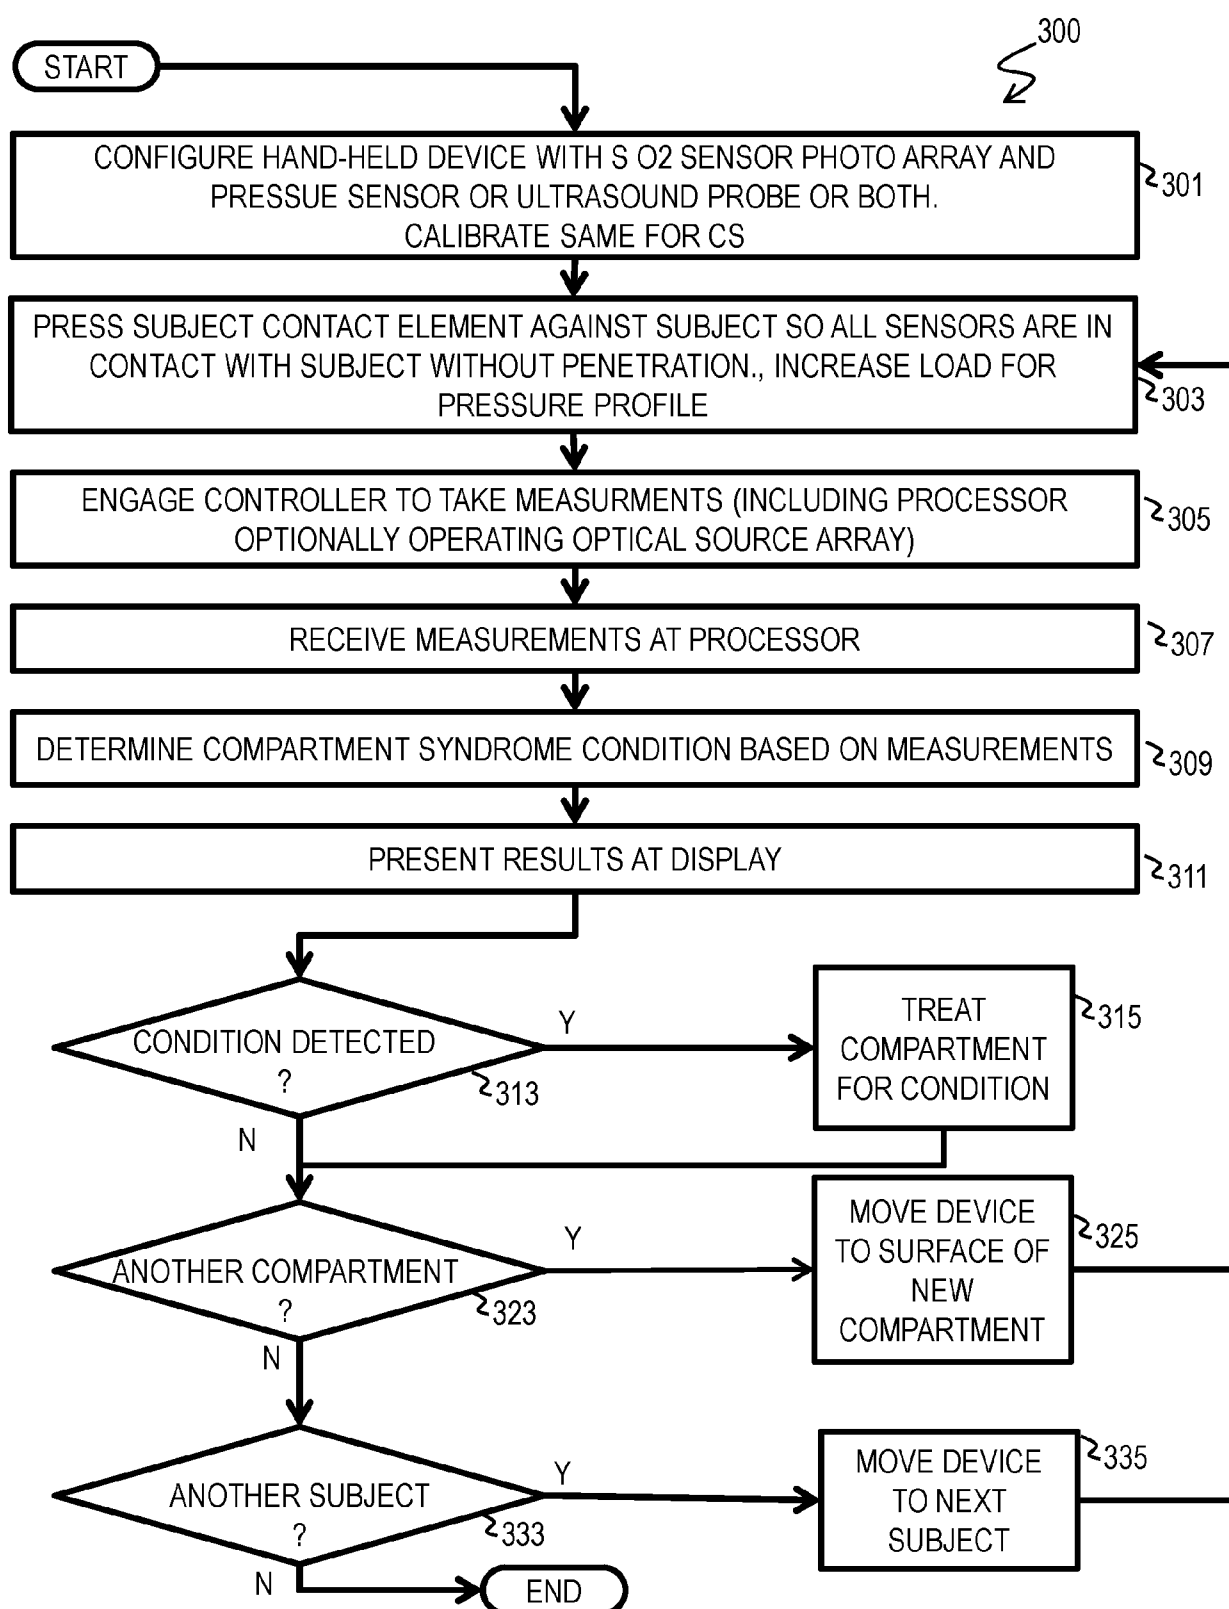 300
START
CONFIGURE HAND-HELD DEVICE WITH S O2 SENSOR PHOTO ARRAY AND
PRESSUE SENSOR OR ULTRASOUND PROBE OR BOTH.
CALIBRATE SAME FOR CS
301
PRESS SUBJECT CONTACT ELEMENT AGAINST SUBJECT SO ALL SENSORS ARE IN
CONTACT WITH SUBJECT WITHOUT PENETRATION., INCREASE LOAD FOR
PRESSURE PROFILE
303
ENGAGE CONTROLLER TO TAKE MEASURMENTS (INCLUDING PROCESSOR
OPTIONALLY OPERATING OPTICAL SOURCE ARRAY)
305
RECEIVE MEASUREMENTS AT PROCESSOR
307
DETERMINE COMPARTMENT SYNDROME CONDITION BASED ON MEASUREMENTS
309
PRESENT RESULTS AT DISPLAY
311
CONDITION DETECTED
?
313
Y
N
TREAT
COMPARTMENT
FOR CONDITION
315
ANOTHER COMPARTMENT
?
323
Y
N
MOVE DEVICE
TO SURFACE OF
NEW
COMPARTMENT
325
ANOTHER SUBJECT
?
333
Y
N
MOVE DEVICE
TO NEXT
SUBJECT
335
END